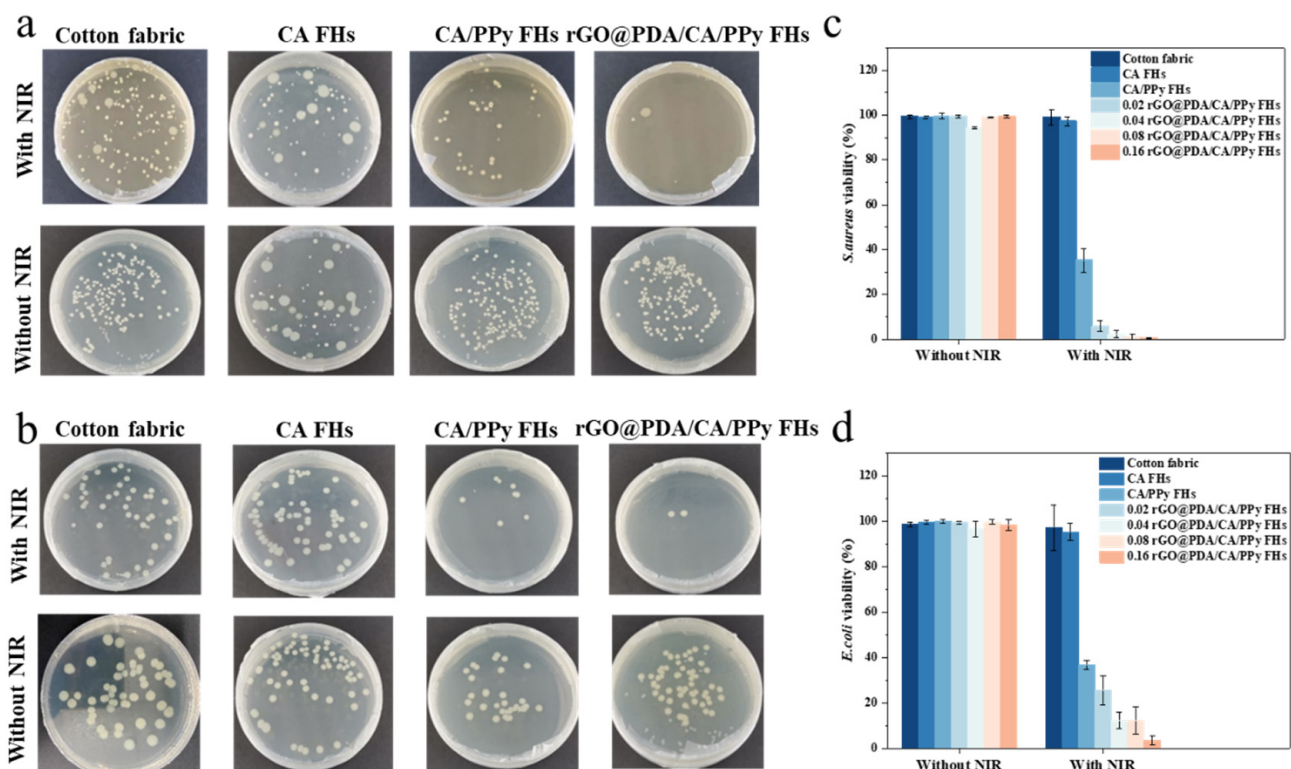 a
Cotton fabric
CA FHs
CA/PPy FHs
rGO@PDA/CA/PPy FHs
With NIR
Without NIR
b
Cotton fabric
CA FHs
CA/PPy FHs
rGO@PDA/CA/PPy FHs
With NIR
Without NIR
c
S.aureus viability (%)
120
100
80
60
40
20
0
Cotton fabric
CA FHs
CA/PPy FHs
0.02 rGO@PDA/CA/PPy FHs
0.04 rGO@PDA/CA/PPy FHs
0.08 rGO@PDA/CA/PPy FHs
0.16 rGO@PDA/CA/PPy FHs
Without NIR
With NIR
d
E.coli viability (%)
120
100
80
60
40
20
0
Cotton fabric
CA FHs
CA/PPy FHs
0.02 rGO@PDA/CA/PPy FHs
0.04 rGO@PDA/CA/PPy FHs
0.08 rGO@PDA/CA/PPy FHs
0.16 rGO@PDA/CA/PPy FHs
Without NIR
With NIR